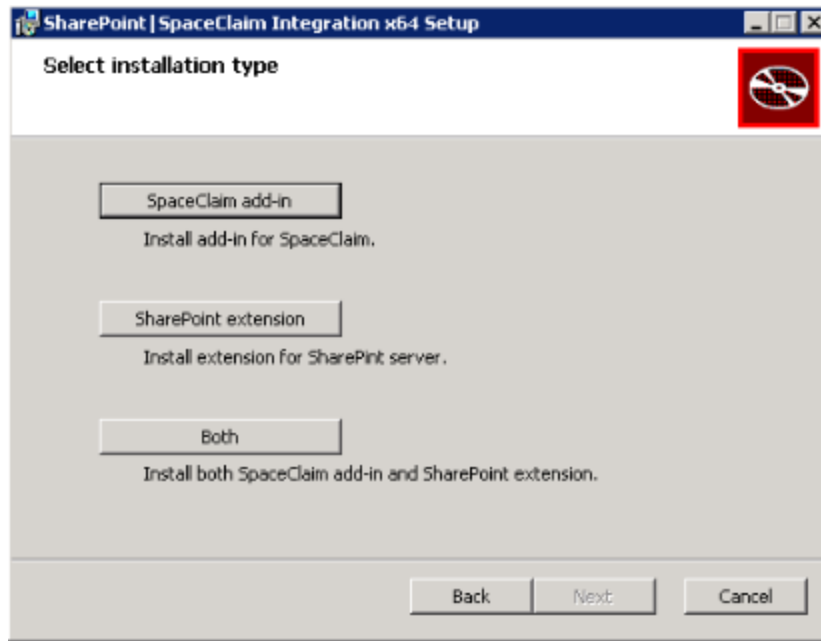 SharePoint|SpaceClaim Integration x64 Setup
Select installation type
SpaceClaim add-in
Install add-in for SpaceClaim.
SharePoint extension
Install extension for SharePint server.
Both
Install both SpaceClaim add-in and SharePoint extension.
Back Next Cancel